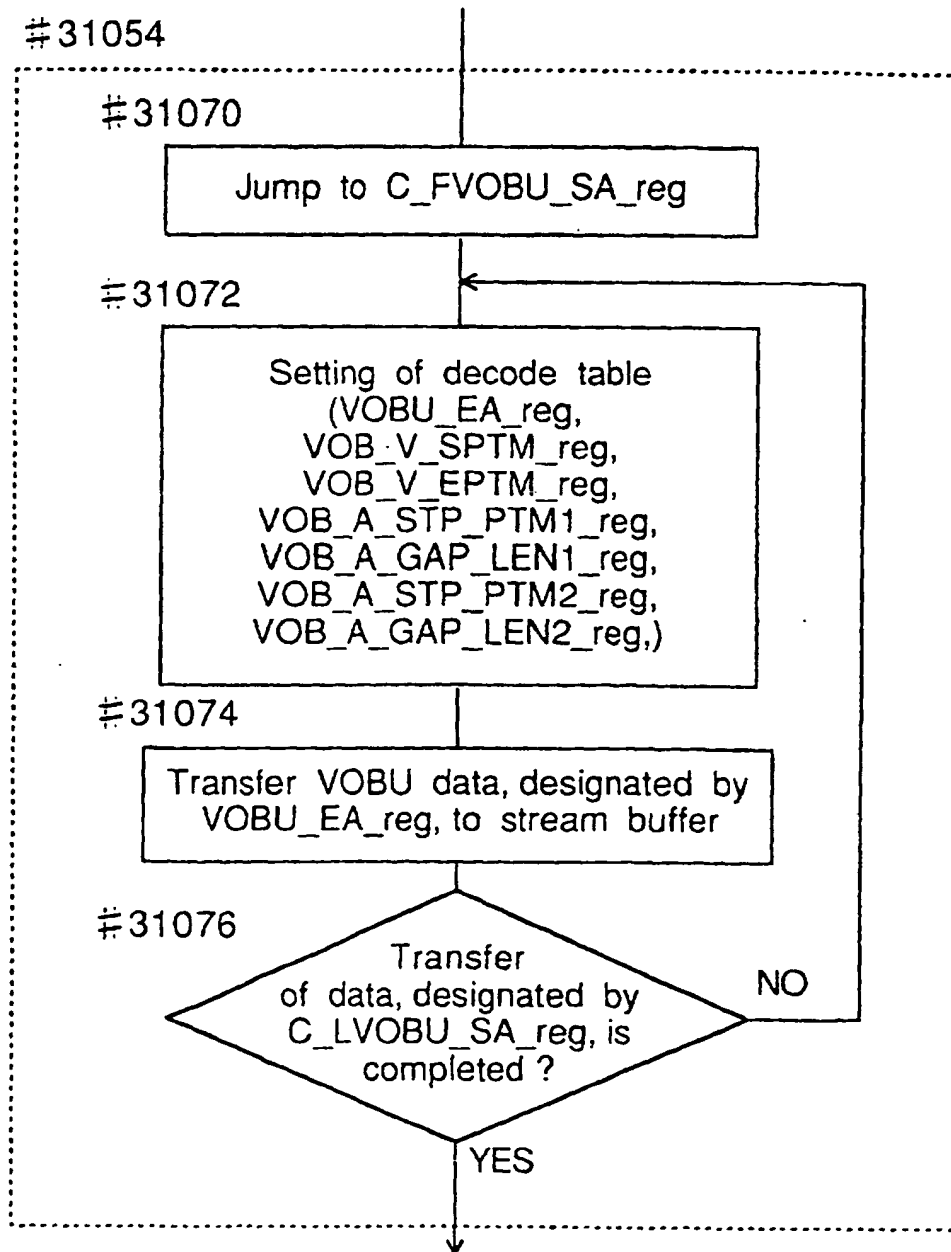 #31054
#31070
Jump to C_FVOBU_SA_reg
#31072
Setting of decode table
(VOBU_EA_reg,
VOB_V_SPTM_reg,
VOB_V_EPTM_reg,
VOB_A_STP_PTM1_reg,
VOB_A_GAP_LEN1_reg,
VOB_A_STP_PTM2_reg,
VOB_A_GAP_LEN2_reg,)
#31074
Transfer VOBU data, designated by
VOBU_EA_reg, to stream buffer
#31076
Transfer
of data, designated by
C_LVOBU_SA_reg, is
completed ?
NO
YES